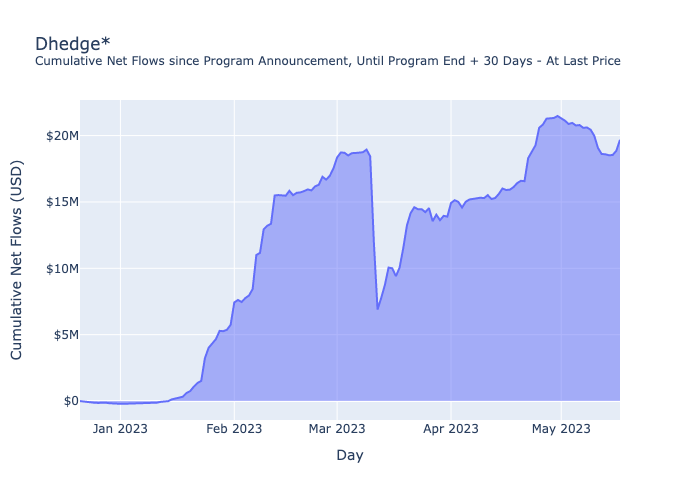 Dhedge*
Cumulative Net Flows since Program Announcement, Until Program End + 30 Days - At Last Price
Cumulative Net Flows (USD)
$20M
$15M
$10M
$5M
$0
Jan 2023 Feb 2023 Mar 2023 Apr 2023 May 2023
Day